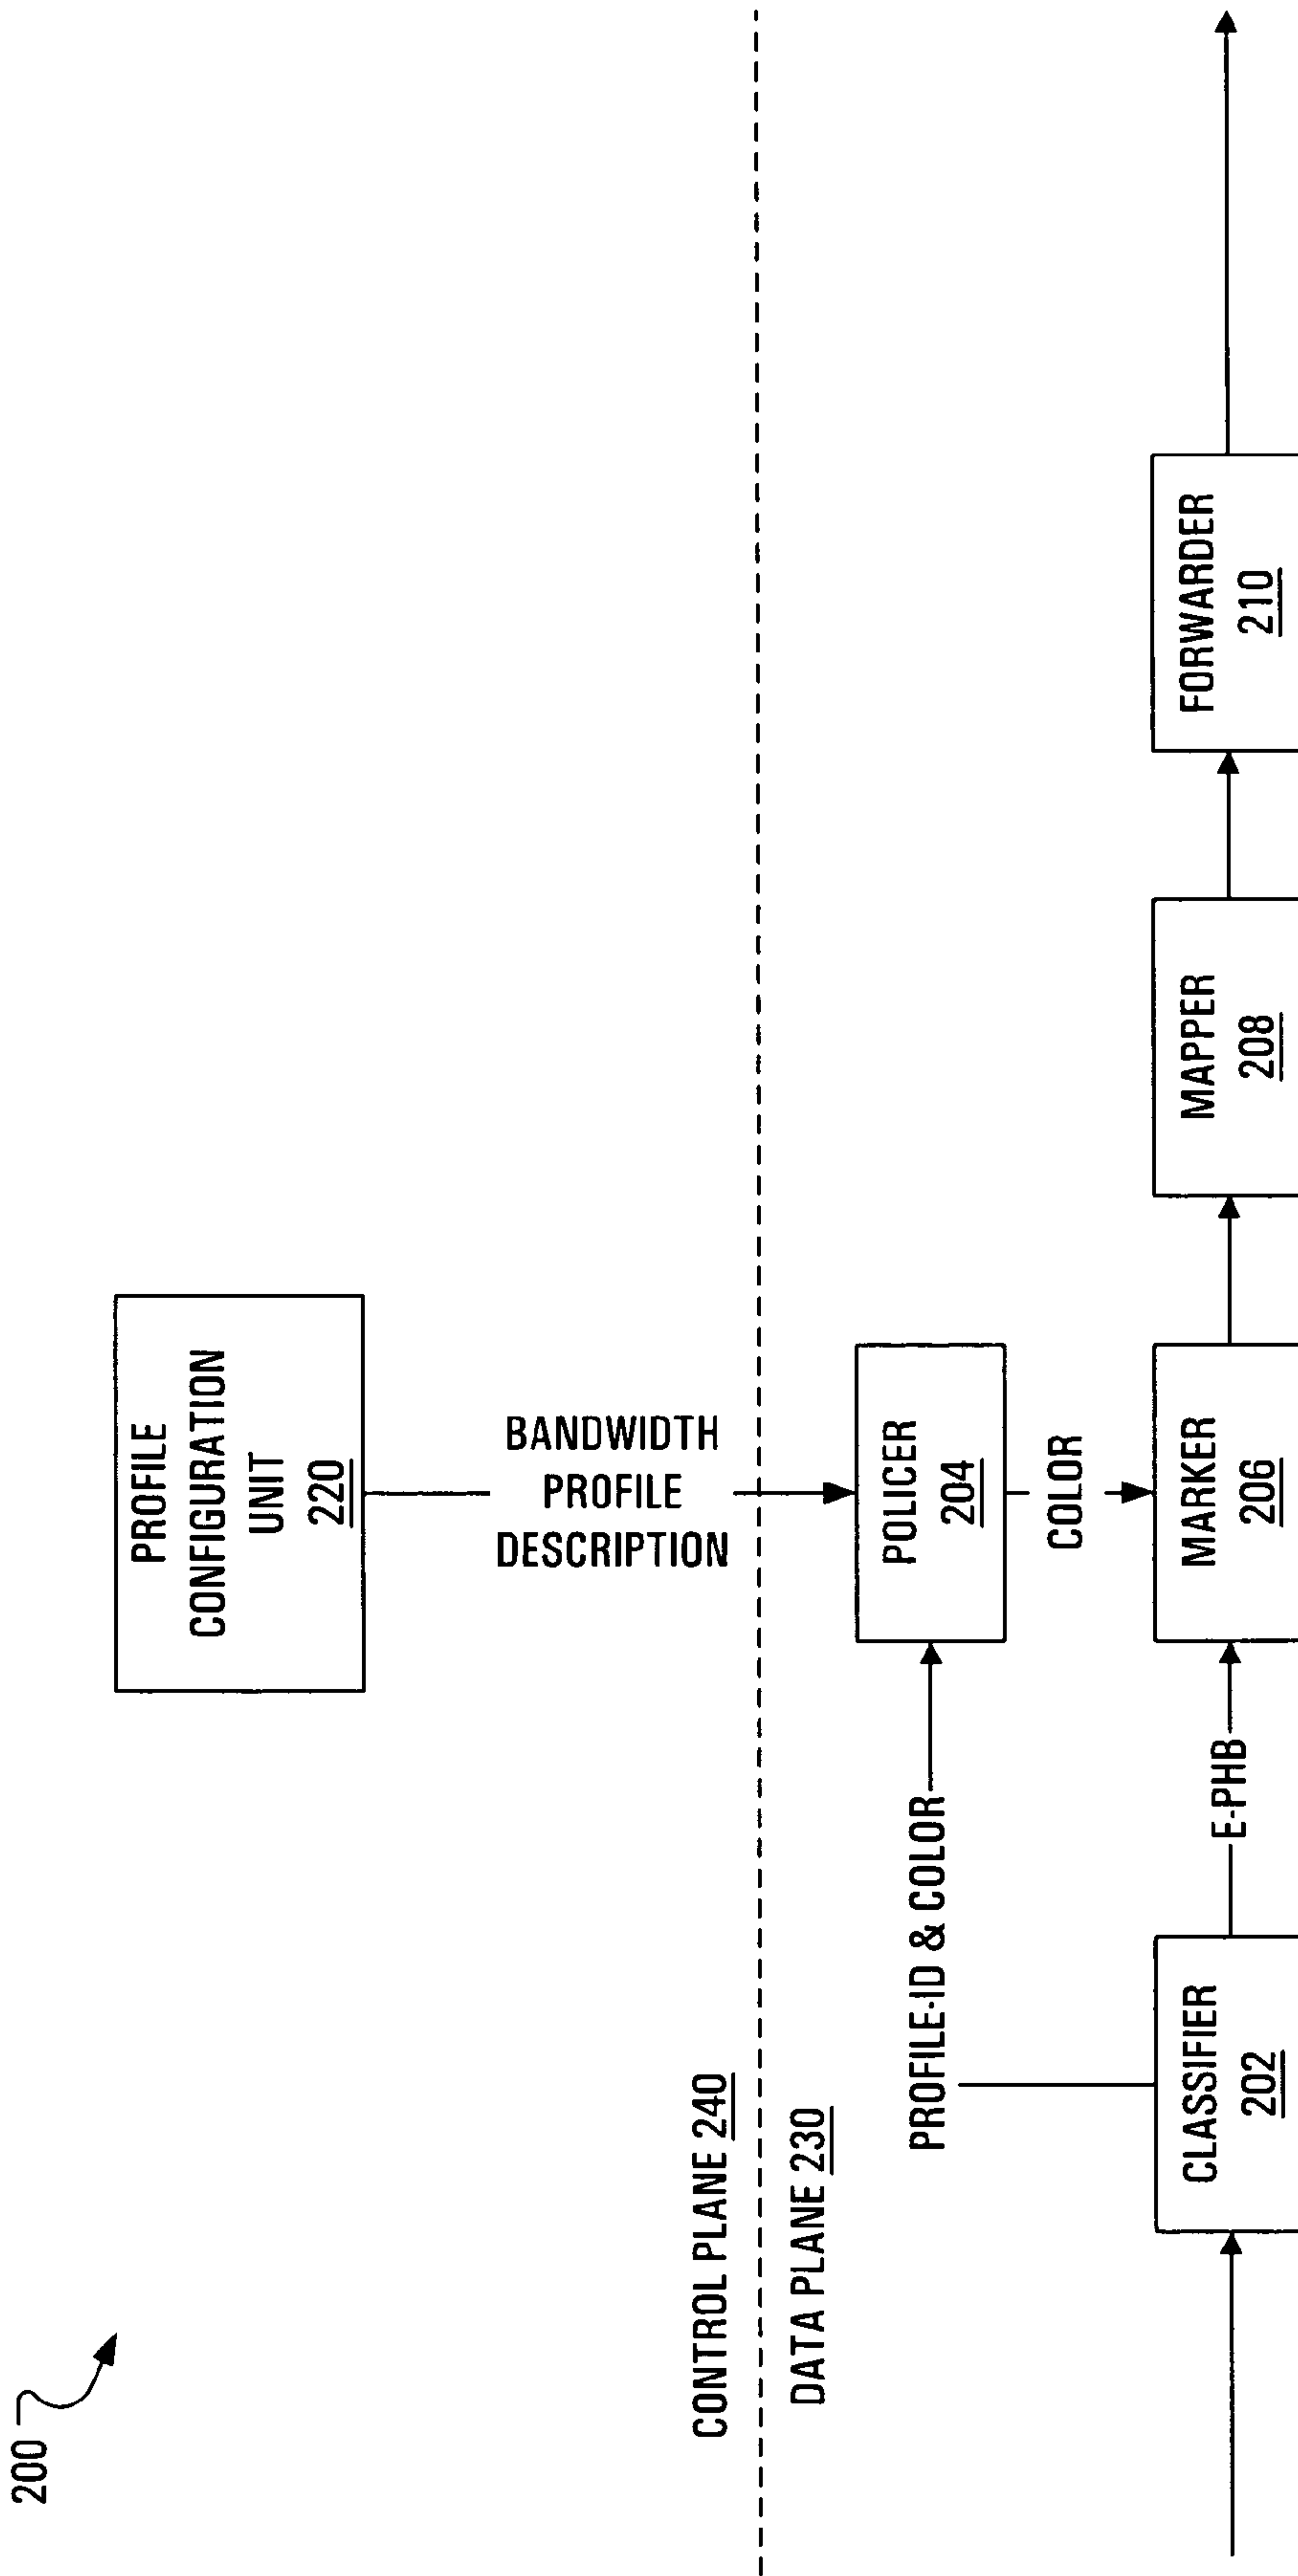 200
PROFILE
CONFIGURATION
UNIT
220
BANDWIDTH
PROFILE
DESCRIPTION
CONTROL PLANE 240
DATA PLANE 230
PROFILE-ID & COLOR
POLICER
204
COLOR
CLASSIFIER
202
E-PHB
MARKER
206
MAPPER
208
FORWARDER
210